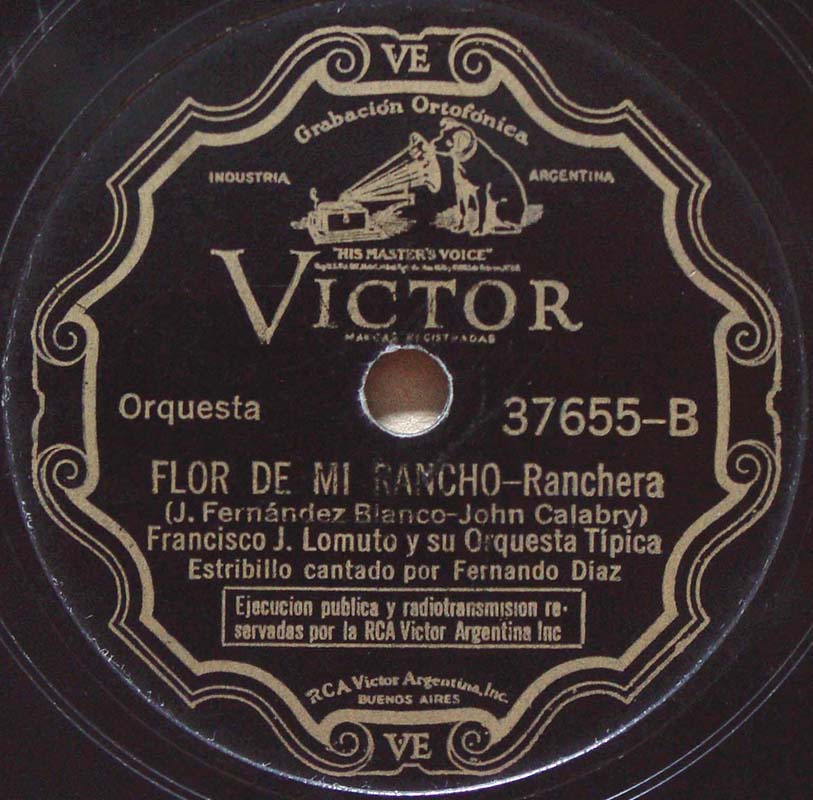 VE
Grabación Ortofónica
INDUSTRIA ARGENTINA
"HIS MASTER'S VOICE"
VICTOR
MARCAS REGISTRADAS
Orquesta 37655-B
FLOR DE MI RANCHO-Ranchera
(J. Fernández Blanco-John Calabry)
Francisco J. Lomuto y su Orquesta Típica
Estribillo cantado por Fernando Díaz
Ejecucion publica y radiotransmision re-
servadas por la RCA Victor Argentina Inc
RCA Victor Argentina, Inc.
BUENOS AIRES
VE